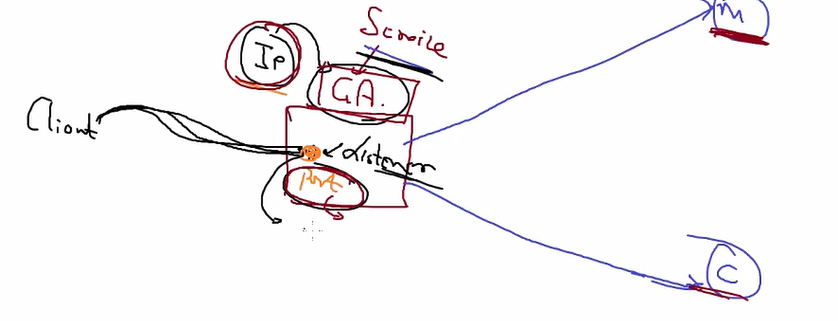 Service
m
IP
G.A.
Client
Listener
Port
C